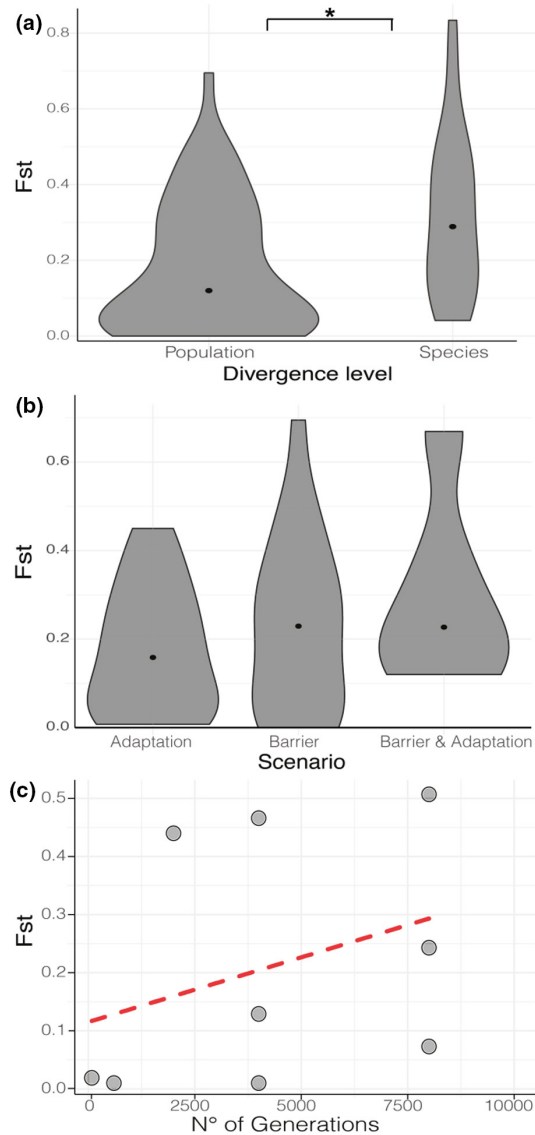 (a)
*
0.8
0.6
0.4
0.2
0.0
Fst
Population Species
Divergence level
(b)
0.6
0.4
0.2
0.0
Fst
Adaptation Barrier Barrier & Adaptation
Scenario
(c)
0.5
0.4
0.3
0.2
0.1
0.0
Fst
0 2500 5000 7500 10000
N° of Generations